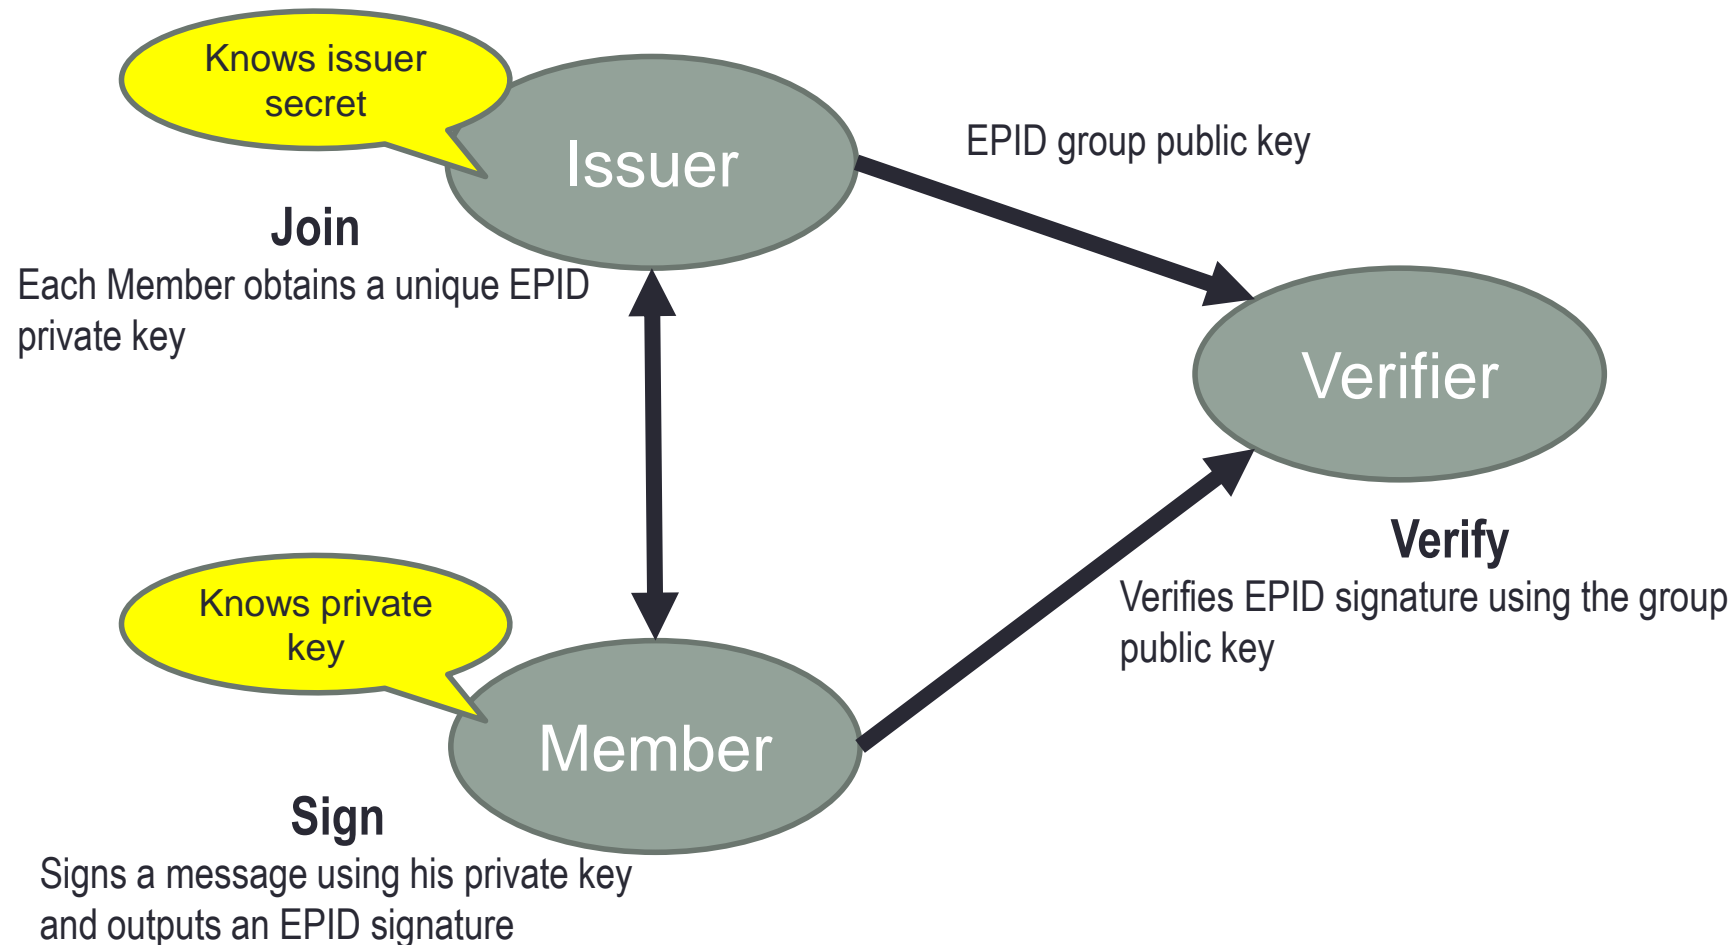 Knows issuer
secret
Issuer
EPID group public key
Join
Each Member obtains a unique EPID
private key
Verifier
Verify
Verifies EPID signature using the group
public key
Knows private
key
Member
Sign
Signs a message using his private key
and outputs an EPID signature